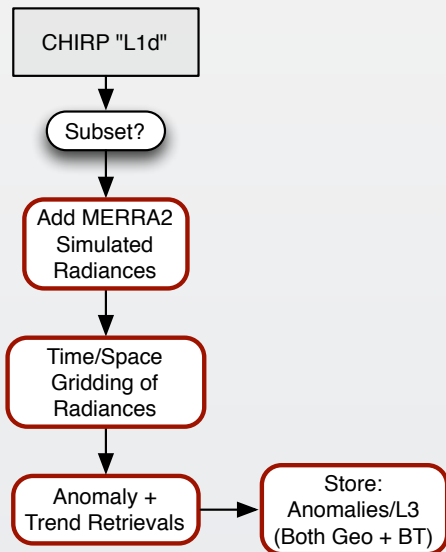 CHIRP "L1d"
Subset?
Add MERRA2
Simulated
Radiances
Time/Space
Gridding of
Radiances
Anomaly +
Trend Retrievals
Store:
Anomalies/L3
(Both Geo + BT)